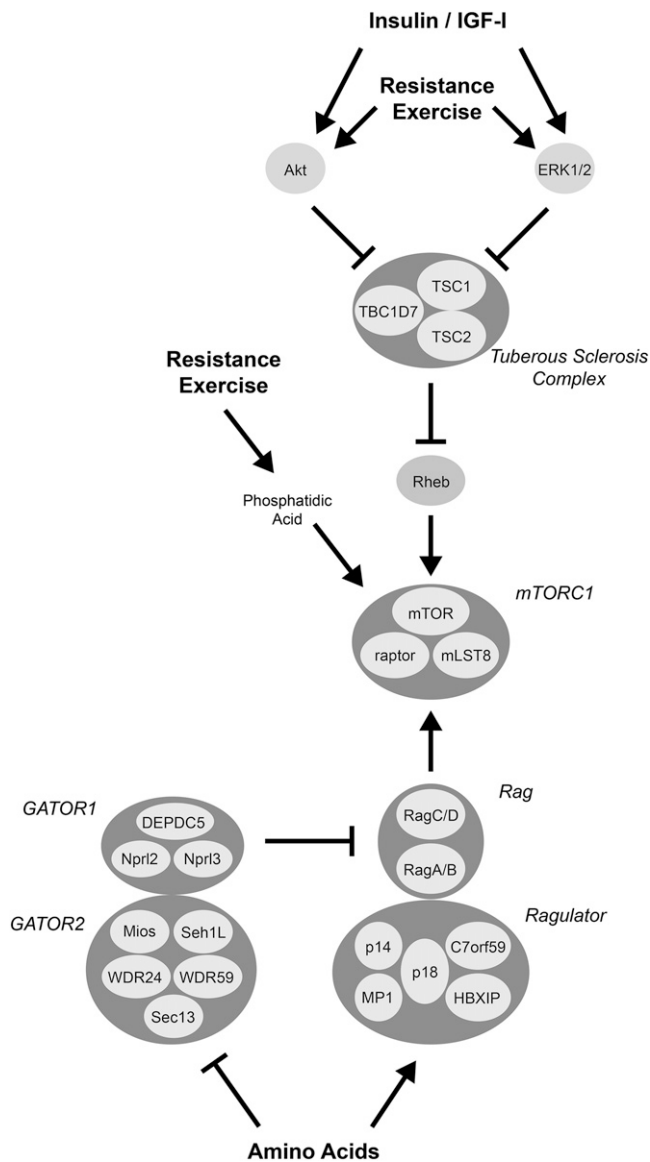 Insulin / IGF-I
Resistance
Exercise
Akt
ERK1/2
TSC1
TBC1D7
TSC2
Tuberous Sclerosis
Complex
Resistance
Exercise
Rheb
Phosphatidic
Acid
mTORC1
mTOR
raptor
mLST8
Rag
GATOR1
RagC/D
DEPDC5
Nprl2
Nprl3
RagA/B
GATOR2
Ragulator
Mios
Seh1L
p14
C7orf59
p18
WDR24
WDR59
MP1
HBXIP
Sec13
Amino Acids